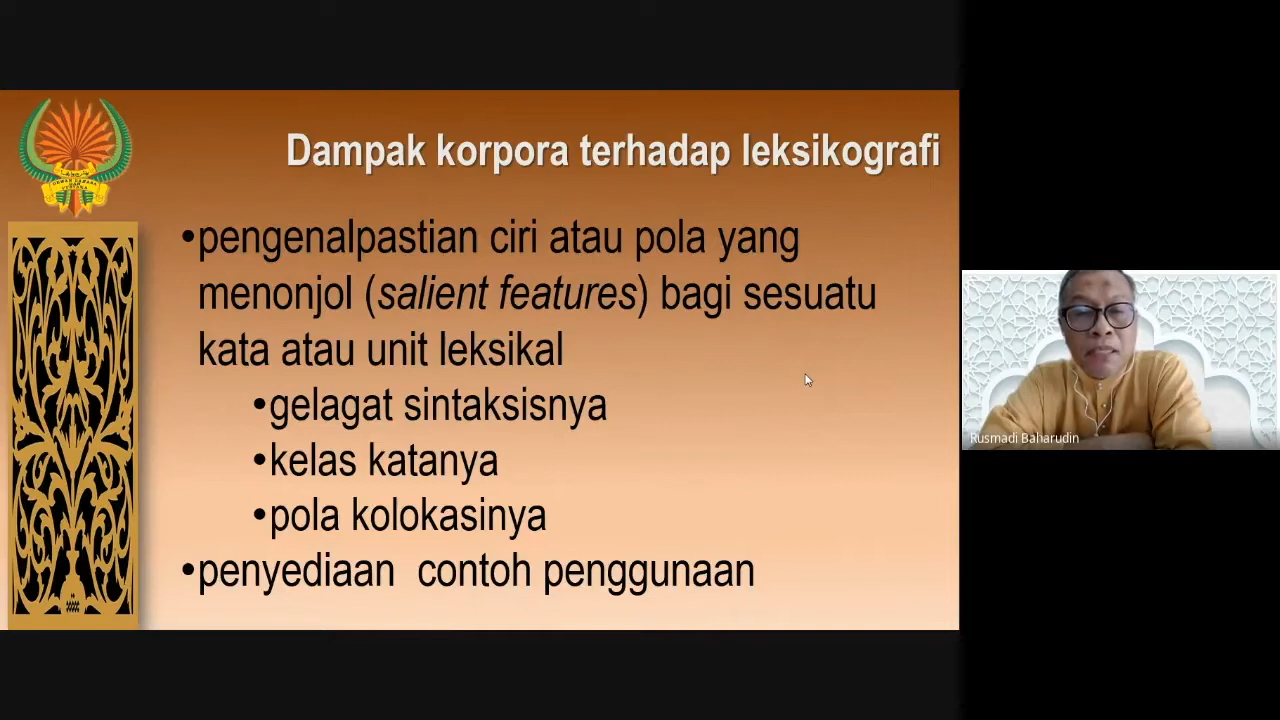 Dampak korpora terhadap leksikografi
•pengenalpastian ciri atau pola yang
menonjol (salient features) bagi sesuatu
kata atau unit leksikal
•gelagat sintaksisnya
•kelas katanya
•pola kolokasinya
•penyediaan contoh penggunaan
Rusmadi Baharudin